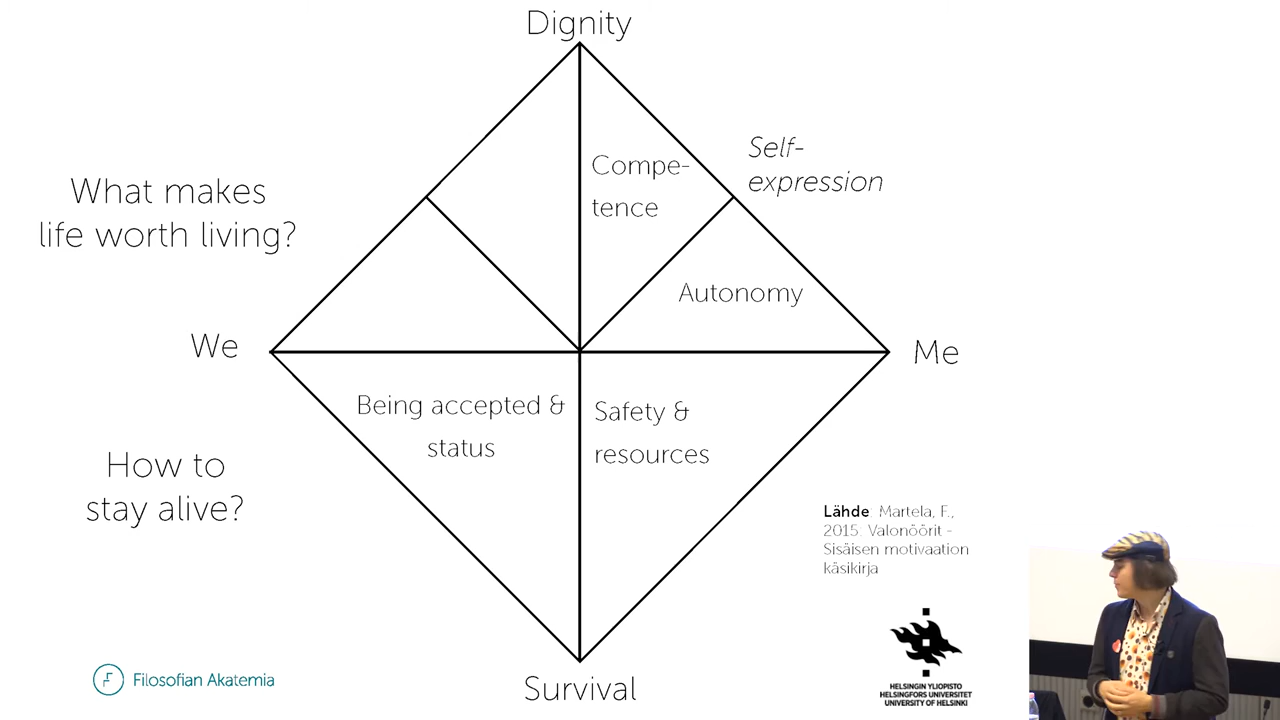 Dignity
Compe-
tence
Self-
expression
What makes
life worth living?
Autonomy
We
Me
Being accepted &
status
Safety &
resources
How to
stay alive?
Lähde: Martela, F.,
2015: Valonöörit -
Sisäisen motivaation
käsikirja
Survival
Filosofian Akatemia
HELSINGIN YLIOPISTO
HELSINGFORS UNIVERSITET
UNIVERSITY OF HELSINKI